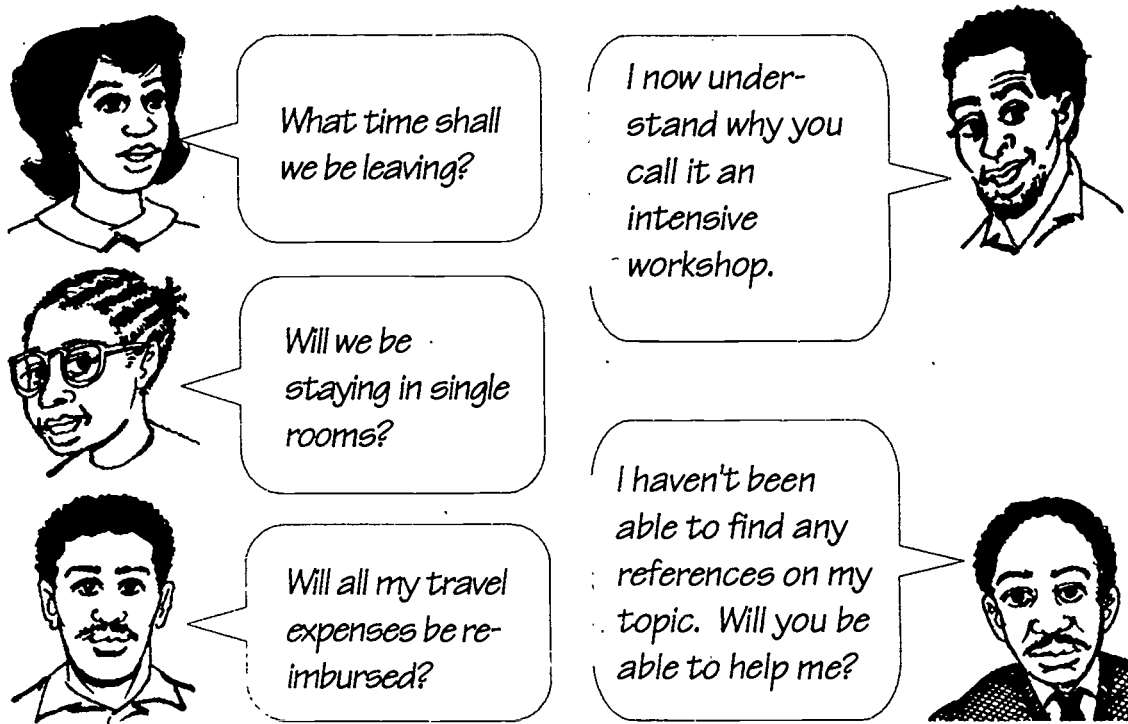 What time shall
we be leaving?
Will we be
staying in single
rooms?
Will all my travel
expenses be re-
imbursed?
I now under-
stand why you
call it an
intensive
workshop.
I haven't been
able to find any
references on my
topic. Will you be
able to help me?